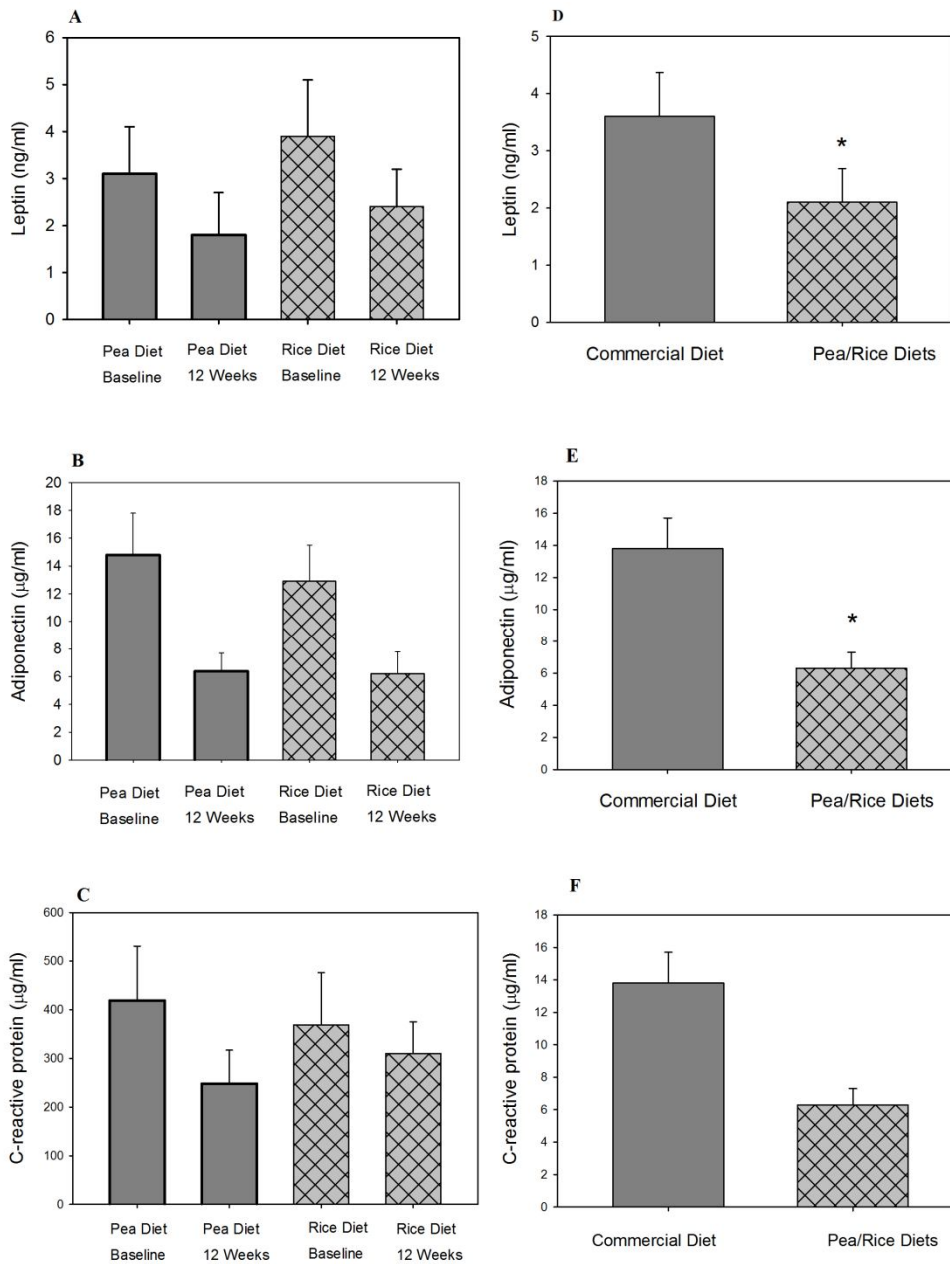 A
Leptin (ng/ml)
6
5
4
3
2
1
0
Pea Diet Pea Diet Rice Diet Rice Diet
Baseline 12 Weeks Baseline 12 Weeks
D
Leptin (ng/ml)
5
4
3
2
1
0
*
Commercial Diet Pea/Rice Diets
B
Adiponectin (μg/ml)
20
18
16
14
12
10
8
6
4
2
0
Pea Diet Pea Diet Rice Diet Rice Diet
Baseline 12 Weeks Baseline 12 Weeks
E
Adiponectin (μg/ml)
18
16
14
12
10
8
6
4
2
0
*
Commercial Diet Pea/Rice Diets
C
C-reactive protein (μg/ml)
600
500
400
300
200
100
0
Pea Diet Pea Diet Rice Diet Rice Diet
Baseline 12 Weeks Baseline 12 Weeks
F
C-reactive protein (μg/ml)
18
16
14
12
10
8
6
4
2
0
Commercial Diet Pea/Rice Diets